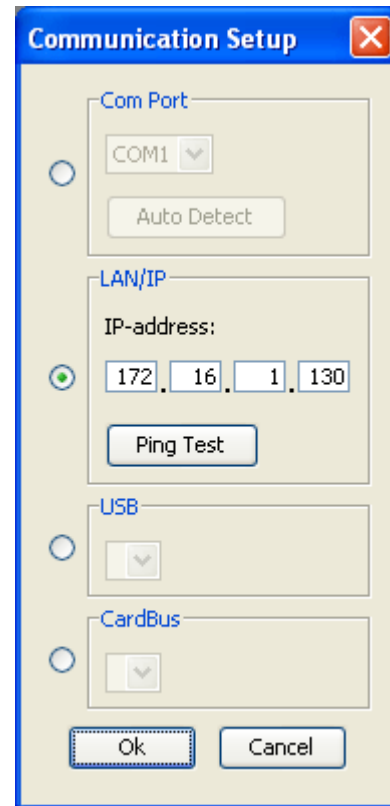 Communication Setup
Com Port
COM1
Auto Detect
LAN/IP
IP-address:
172. 16. 1. 130
Ping Test
USB
CardBus
Ok Cancel